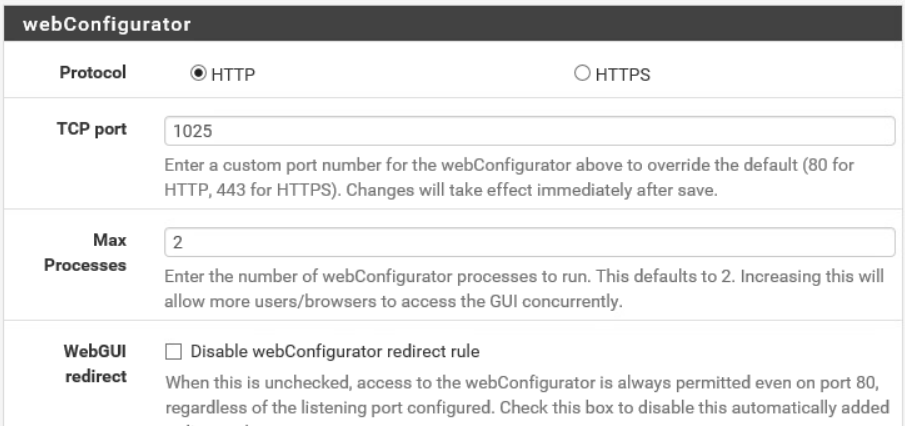 webConfigurator
Protocol
HTTP
HTTPS
TCP port
1025
Enter a custom port number for the webConfigurator above to override the default (80 for
HTTP, 443 for HTTPS). Changes will take effect immediately after save.
Max
Processes
2
Enter the number of webConfigurator processes to run. This defaults to 2. Increasing this will
allow more users/browsers to access the GUI concurrently.
WebGUI
redirect
Disable webConfigurator redirect rule
When this is unchecked, access to the webConfigurator is always permitted even on port 80,
regardless of the listening port configured. Check this box to disable this automatically added